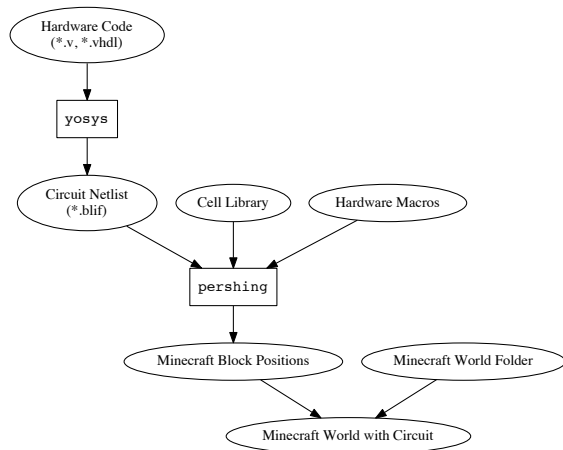 Hardware Code
(*.v, *.vhdl)
yosys
Circuit Netlist
(*.blif)
Cell Library
Hardware Macros
pershing
Minecraft Block Positions
Minecraft World Folder
Minecraft World with Circuit